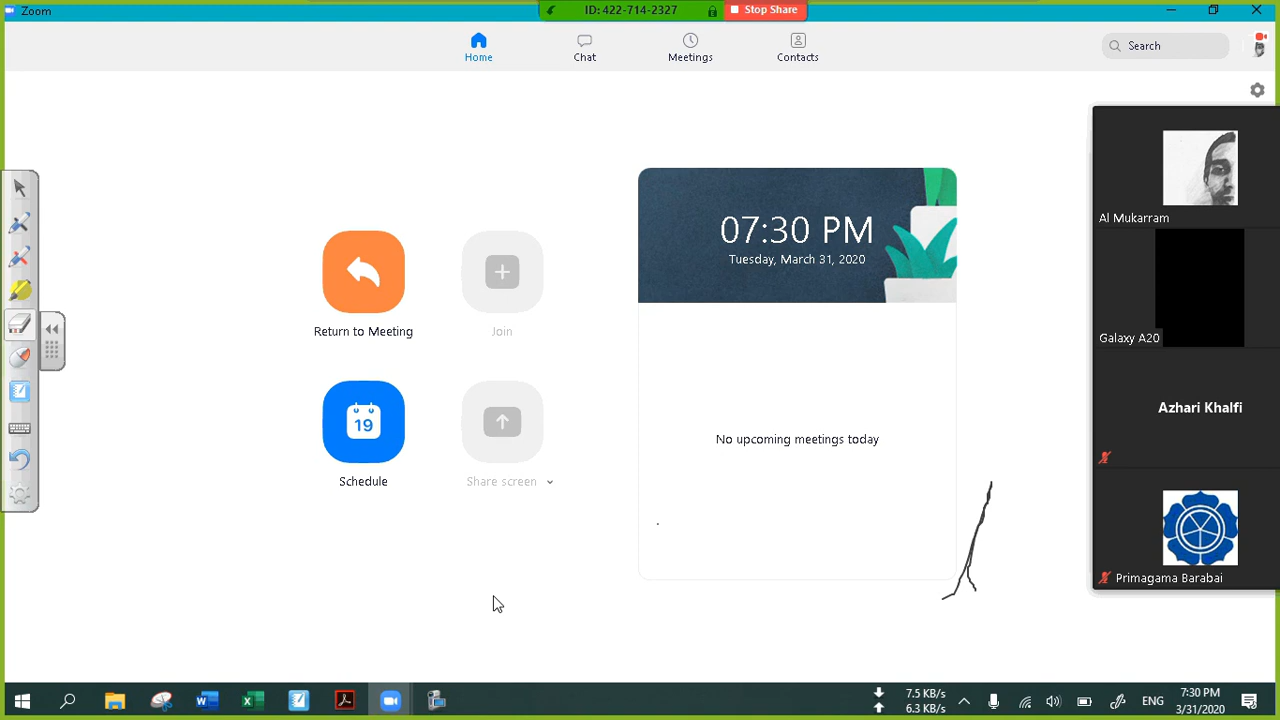 Zoom
ID: 422-714-2327
Stop Share
Home
Chat
Meetings
Contacts
Search
Al Mukarram
Galaxy A20
Azhari Khalfi
Primagama Barabai
07:30 PM
Tuesday, March 31, 2020
Return to Meeting
Join
19
Schedule
Share screen
No upcoming meetings today
7.5 KB/s
6.3 KB/s
ENG
7:30 PM
3/31/2020